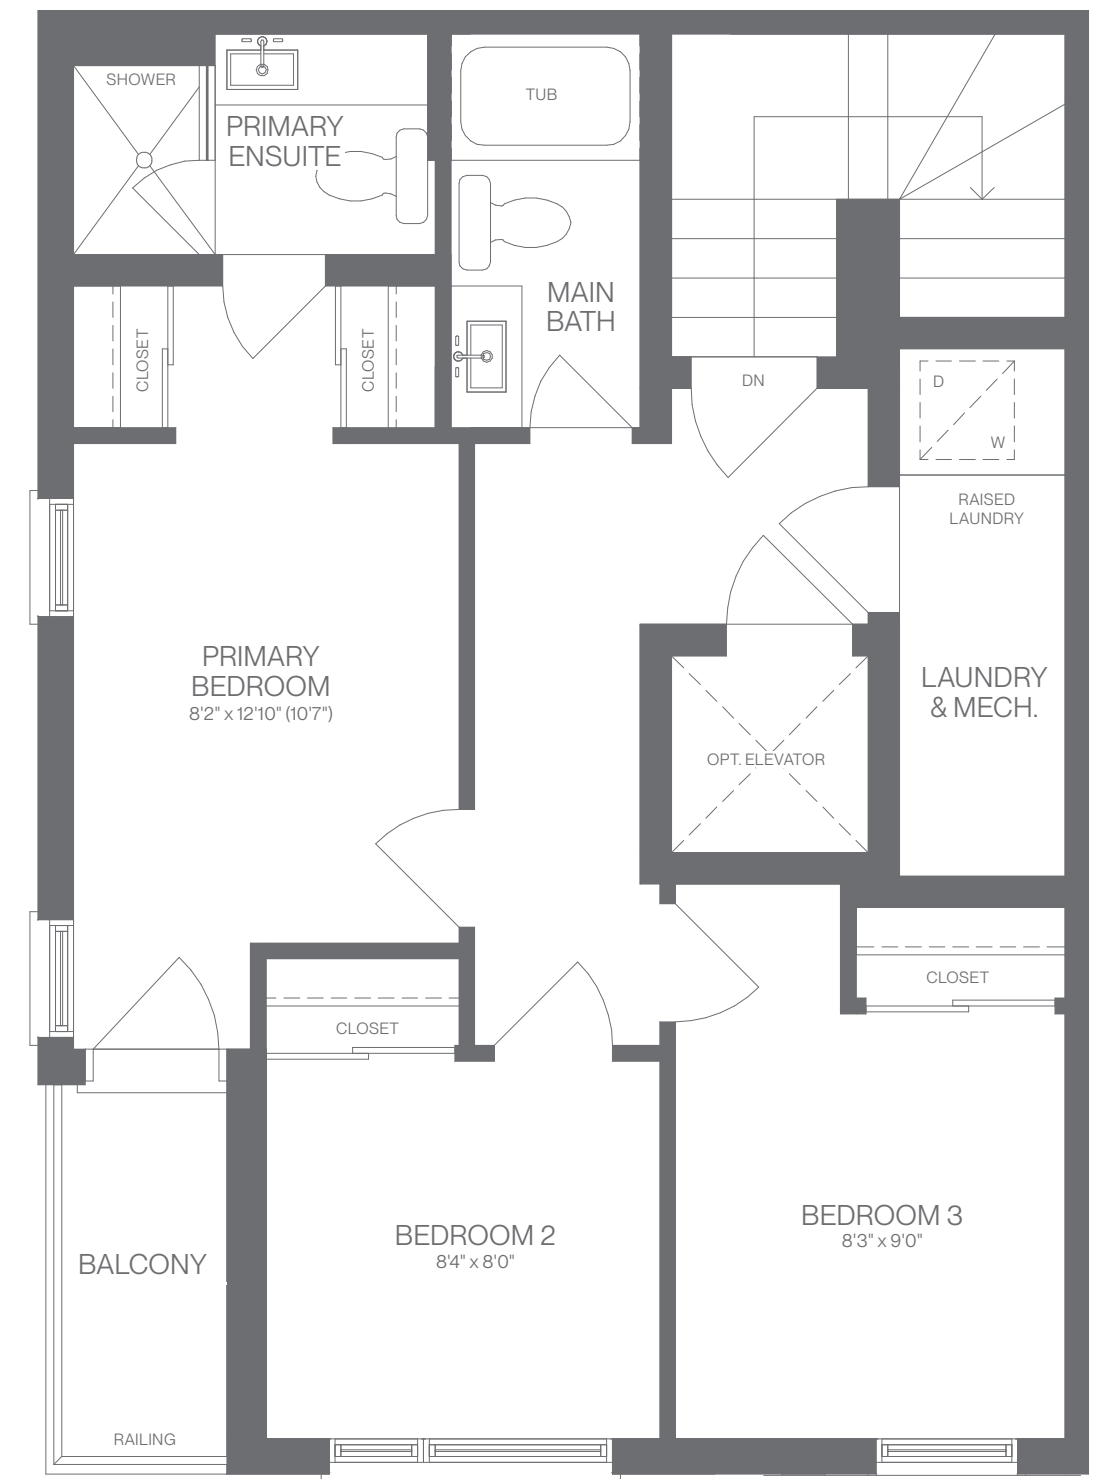 SHOWER
PRIMARY
ENSUITE
TUB
MAIN
BATH
CLOSET
CLOSET
DN
D
W
RAISED
LAUNDRY
PRIMARY
BEDROOM
8'2" x 12'10" (10'7")
LAUNDRY
& MECH.
OPT. ELEVATOR
CLOSET
CLOSET
BEDROOM 2
8'4" x 8'0"
BEDROOM 3
8'3" x 9'0"
BALCONY
RAILING